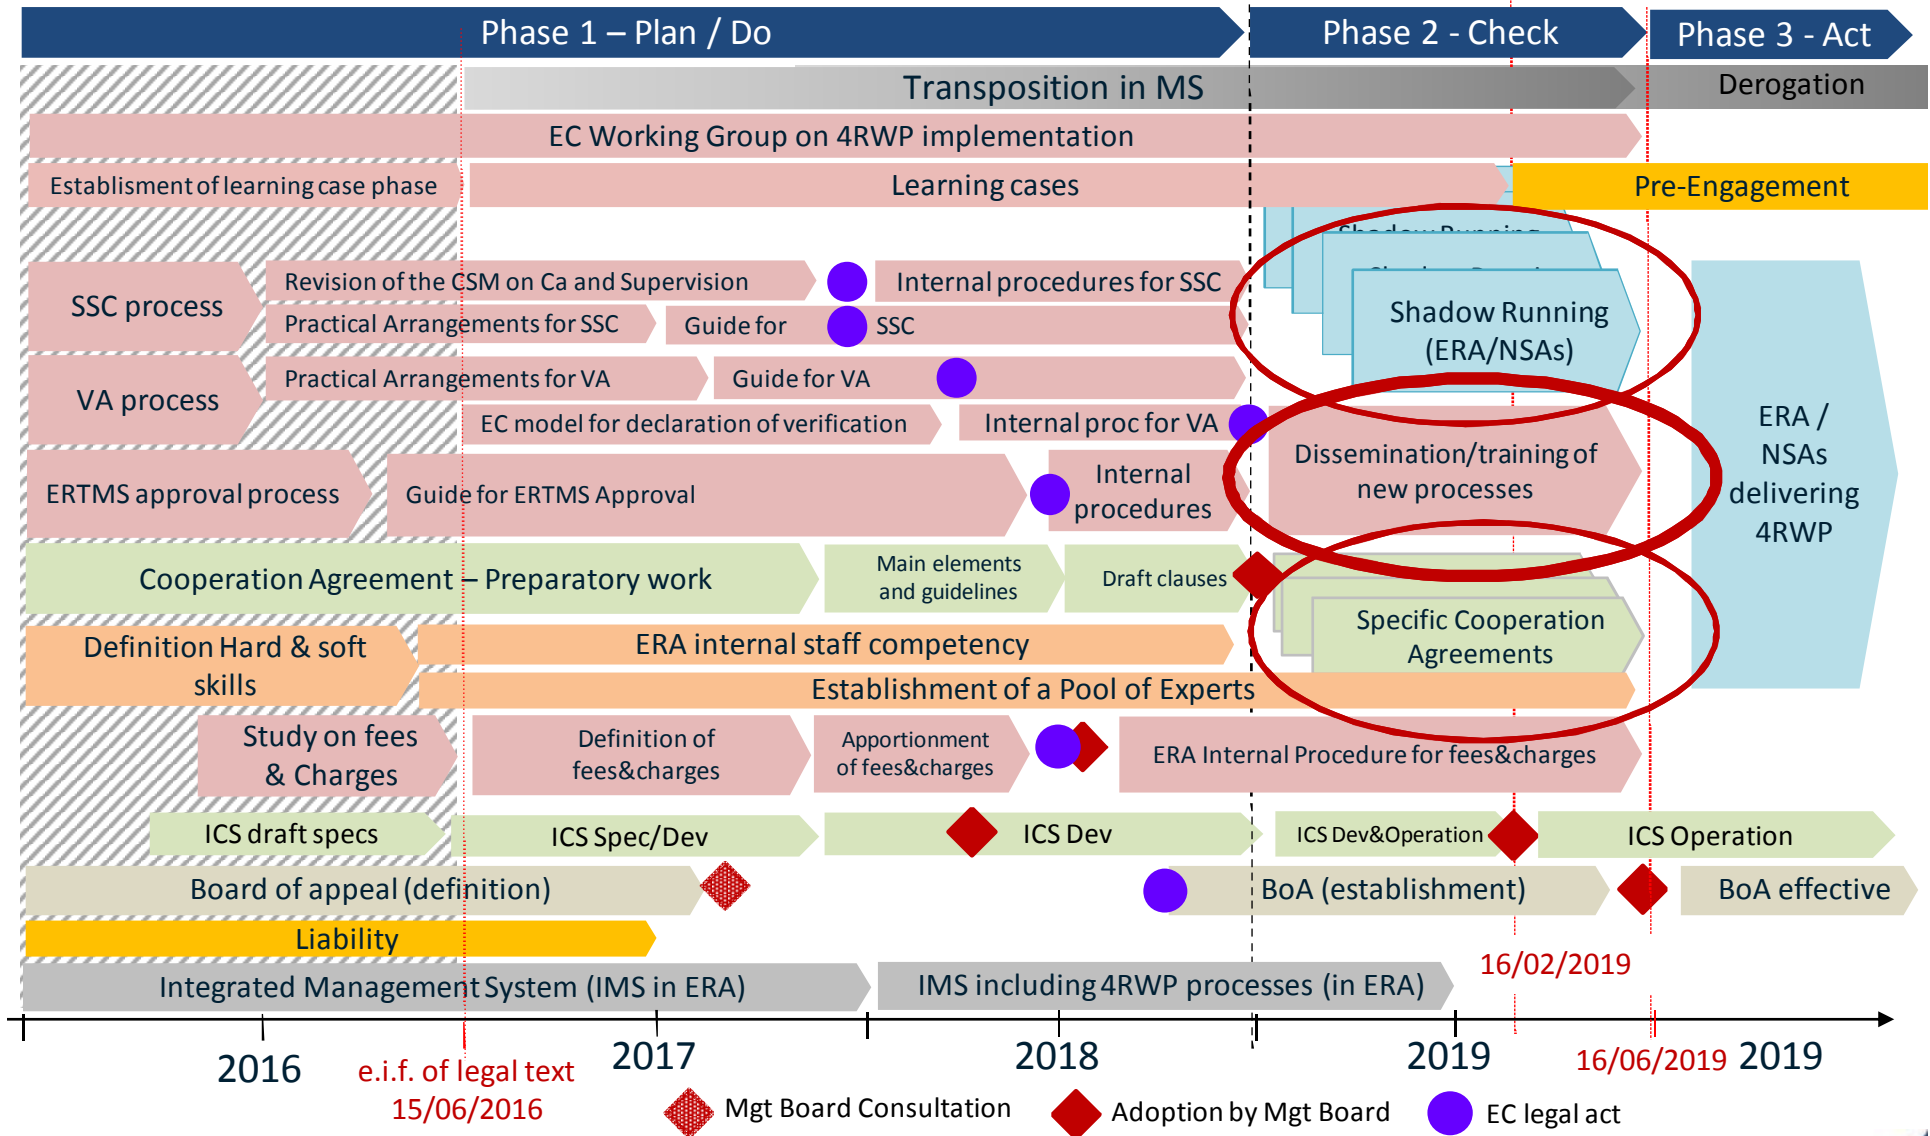 Phase 1 – Plan / Do
Phase 2 - Check
Phase 3 - Act
Transposition in MS
Derogation
EC Working Group on 4RWP implementation
Establisment of learning case phase
Learning cases
Pre-Engagement
Shadow Running
SSC process
Revision of the CSM on Ca and Supervision
Internal procedures for SSC
Practical Arrangements for SSC
Guide for SSC
Shadow Running
(ERA/NSAs)
VA process
Practical Arrangements for VA
Guide for VA
EC model for declaration of verification
Internal proc for VA
ERTMS approval process
Guide for ERTMS Approval
Internal
procedures
Dissemination/training of
new processes
ERA /
NSAs
delivering
4RWP
Cooperation Agreement – Preparatory work
Main elements
and guidelines
Draft clauses
Specific Cooperation
Agreements
Definition Hard & soft
skills
ERA internal staff competency
Establishment of a Pool of Experts
Study on fees
& Charges
Definition of
fees&charges
Apportionment
of fees&charges
ERA Internal Procedure for fees&charges
ICS draft specs
ICS Spec/Dev
ICS Dev
ICS Dev&Operation
ICS Operation
Board of appeal (definition)
BoA (establishment)
BoA effective
Liability
16/02/2019
Integrated Management System (IMS in ERA)
IMS including 4RWP processes (in ERA)
2016
e.i.f. of legal text
15/06/2016
2017
2018
2019
16/06/2019
2019
Mgt Board Consultation
Adoption by Mgt Board
EC legal act